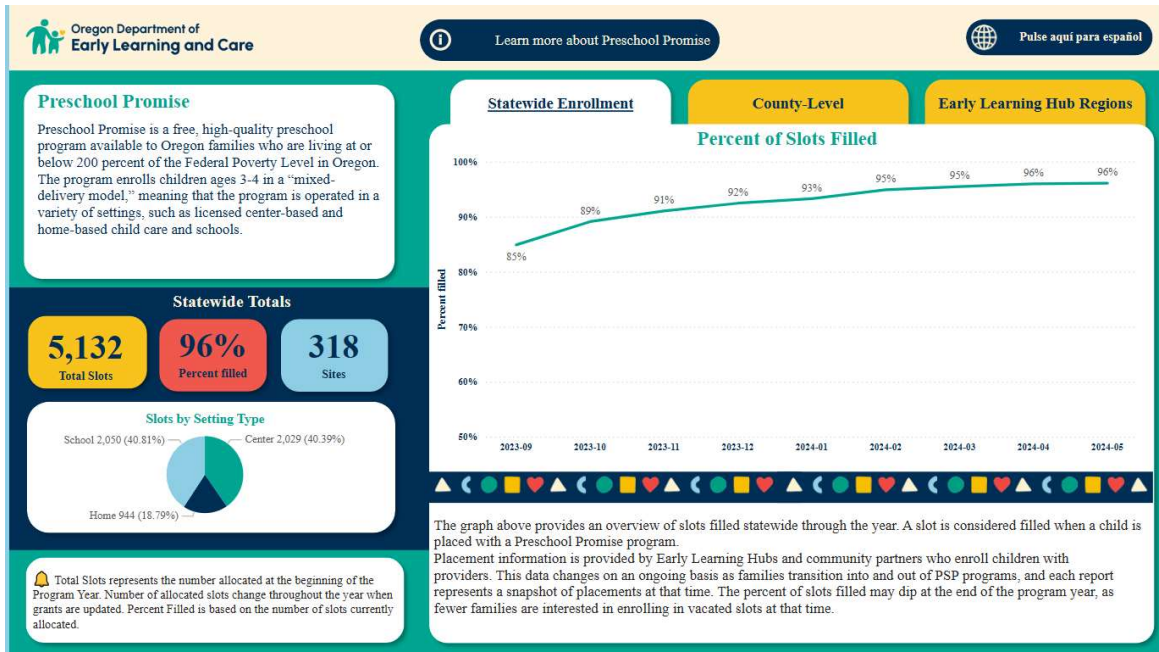 Oregon Department of
Early Learning and Care
Learn more about Preschool Promise
Pulse aquí para español
Preschool Promise
Preschool Promise is a free, high-quality preschool
program available to Oregon families who are living at or
below 200 percent of the Federal Poverty Level in Oregon.
The program enrolls children ages 3-4 in a “mixed-
delivery model,” meaning that the program is operated in a
variety of settings, such as licensed center-based and
home-based child care and schools.
Statewide Totals
5,132
Total Slots
96%
Percent filled
318
Sites
Slots by Setting Type
School 2,050 (40.81%)
Center 2,029 (40.39%)
Home 944 (18.79%)
Total Slots represents the number allocated at the beginning of the
Program Year. Number of allocated slots change throughout the year when
grants are updated. Percent Filled is based on the number of slots currently
allocated.
Statewide Enrollment
County-Level
Early Learning Hub Regions
Percent of Slots Filled
Percent filled
100%
90%
80%
70%
60%
50%
85%
89%
91%
92%
93%
95%
95%
96%
96%
2023-09
2023-10
2023-11
2023-12
2024-01
2024-02
2024-03
2024-04
2024-05
The graph above provides an overview of slots filled statewide through the year. A slot is considered filled when a child is
placed with a Preschool Promise program.
Placement information is provided by Early Learning Hubs and community partners who enroll children with
providers. This data changes on an ongoing basis as families transition into and out of PSP programs, and each report
represents a snapshot of placements at that time. The percent of slots filled may dip at the end of the program year, as
fewer families are interested in enrolling in vacated slots at that time.